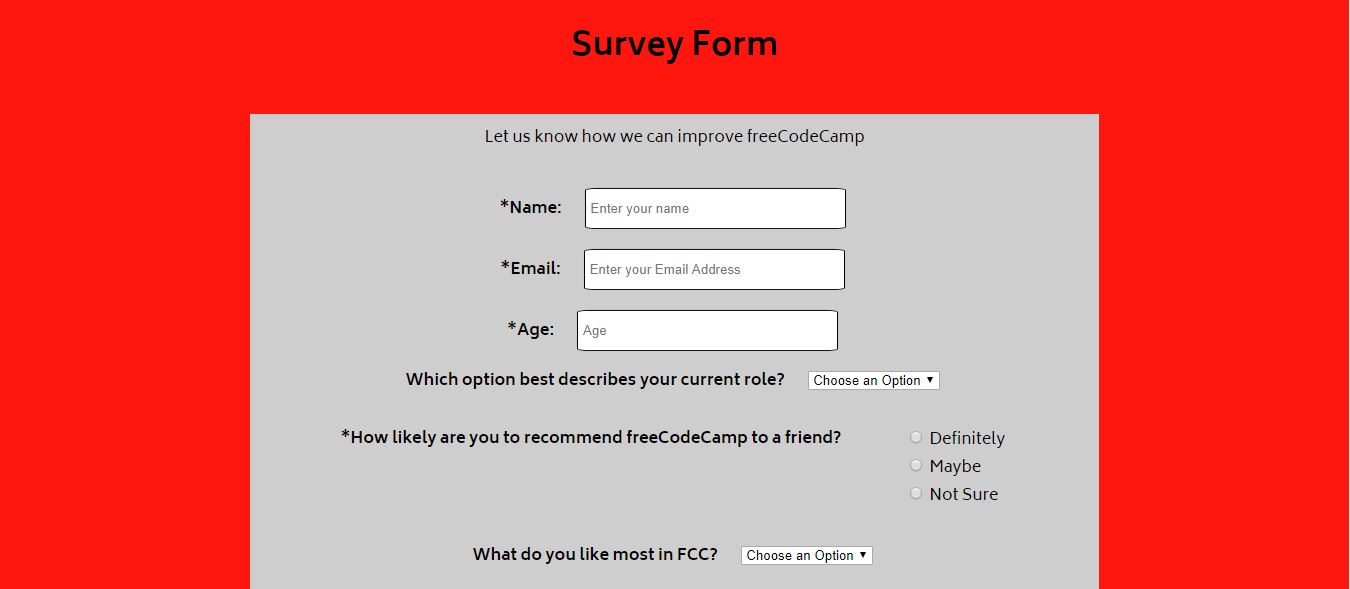 Survey Form
Let us know how we can improve freeCodeCamp
*Name: Enter your name
*Email: Enter your Email Address
*Age: Age
Which option best describes your current role? Choose an Option
*How likely are you to recommend freeCodeCamp to a friend? Definitely
Maybe
Not Sure
What do you like most in FCC? Choose an Option